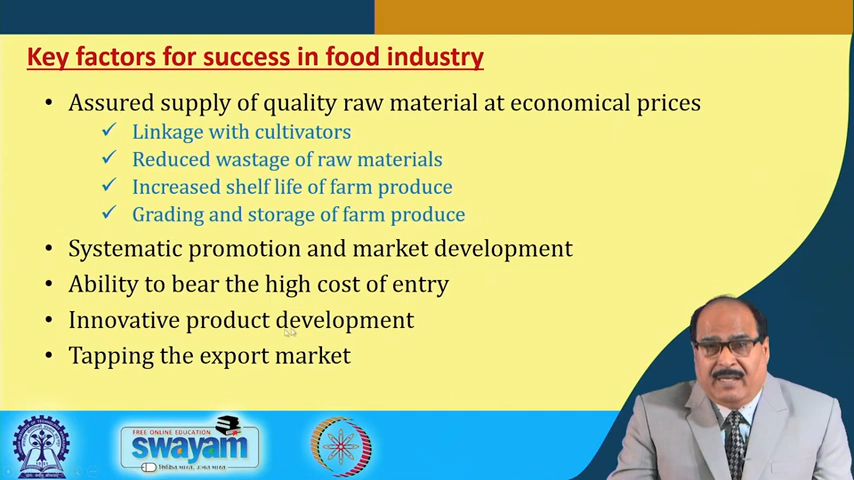 Key factors for success in food industry
• Assured supply of quality raw material at economical prices
✓ Linkage with cultivators
✓ Reduced wastage of raw materials
✓ Increased shelf life of farm produce
✓ Grading and storage of farm produce
• Systematic promotion and market development
• Ability to bear the high cost of entry
• Innovative product development
• Tapping the export market
FREE ONLINE EDUCATION
swayam